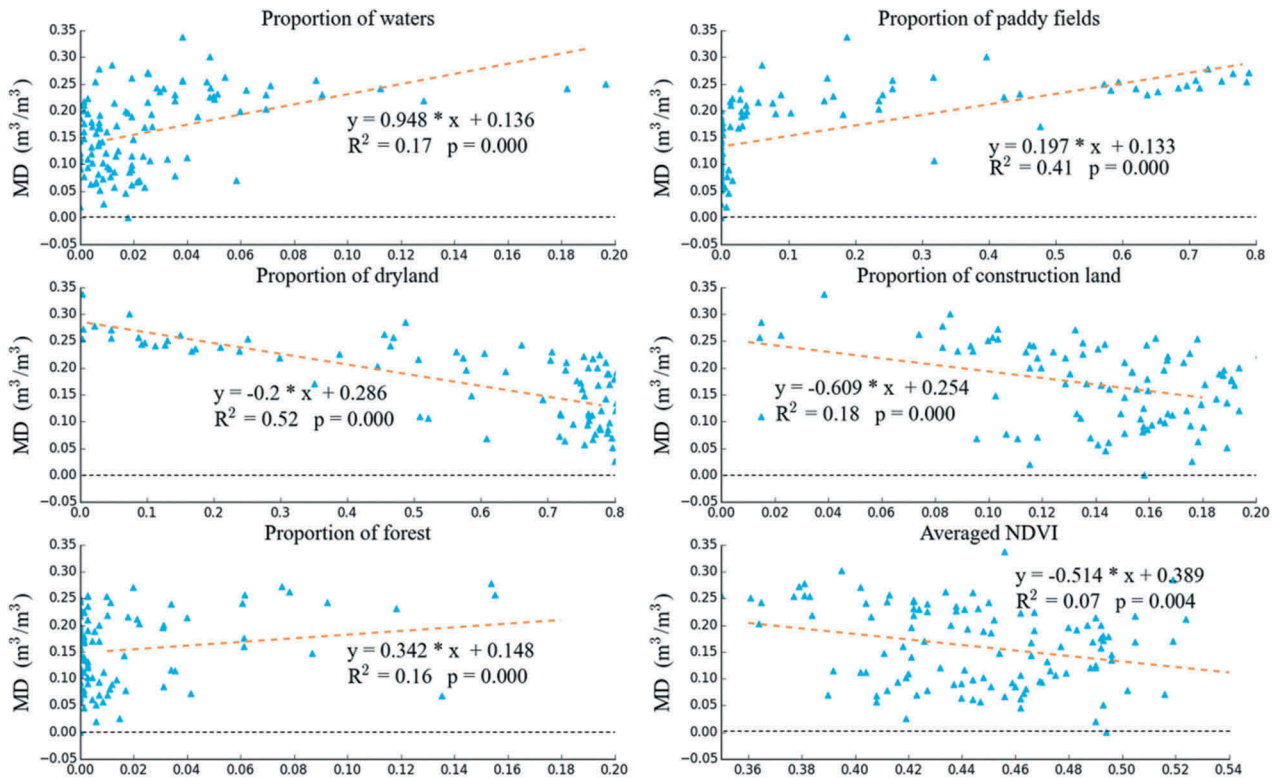 Proportion of waters
MD (m³/m³)
0.35
0.30
0.25
0.20
0.15
0.10
0.05
0.00
−0.05
y = 0.948 * x + 0.136
R² = 0.17 p = 0.000
0.00 0.02 0.04 0.06 0.08 0.10 0.12 0.14 0.16 0.18 0.20
Proportion of paddy fields
MD (m³/m³)
0.35
0.30
0.25
0.20
0.15
0.10
0.05
0.00
−0.05
y = 0.197 * x + 0.133
R² = 0.41 p = 0.000
0.0 0.1 0.2 0.3 0.4 0.5 0.6 0.7 0.8
Proportion of dryland
MD (m³/m³)
0.35
0.30
0.25
0.20
0.15
0.10
0.05
0.00
−0.05
y = -0.2 * x + 0.286
R² = 0.52 p = 0.000
0.0 0.1 0.2 0.3 0.4 0.5 0.6 0.7 0.8
Proportion of construction land
MD (m³/m³)
0.35
0.30
0.25
0.20
0.15
0.10
0.05
0.00
−0.05
y = -0.609 * x + 0.254
R² = 0.18 p = 0.000
0.00 0.02 0.04 0.06 0.08 0.10 0.12 0.14 0.16 0.18 0.20
Proportion of forest
MD (m³/m³)
0.35
0.30
0.25
0.20
0.15
0.10
0.05
0.00
−0.05
y = 0.342 * x + 0.148
R² = 0.16 p = 0.000
0.00 0.02 0.04 0.06 0.08 0.10 0.12 0.14 0.16 0.18 0.20
Averaged NDVI
MD (m³/m³)
0.35
0.30
0.25
0.20
0.15
0.10
0.05
0.00
−0.05
y = -0.514 * x + 0.389
R² = 0.07 p = 0.004
0.36 0.38 0.40 0.42 0.44 0.46 0.48 0.50 0.52 0.54